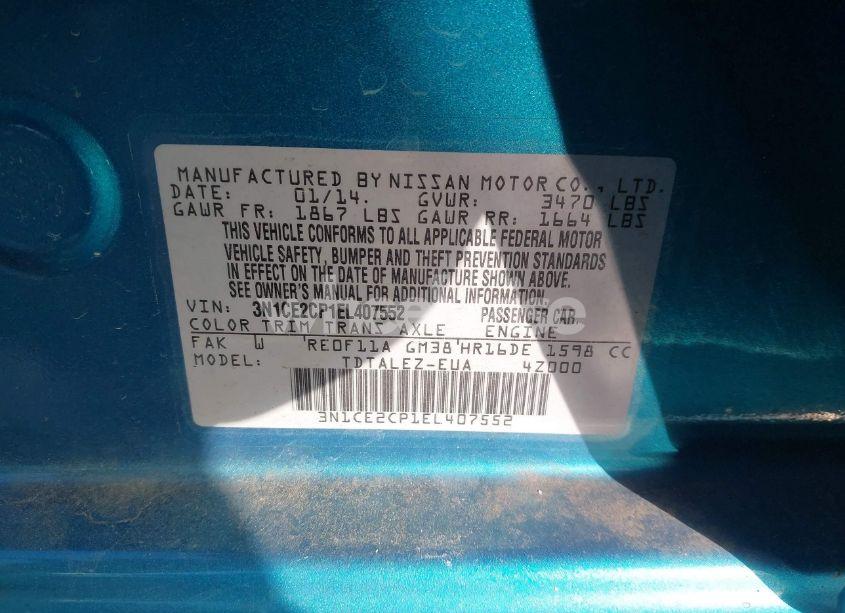 MANUFACTURED BY NISSAN MOTOR CO., LTD.
DATE: 01/14. GVWR: 3470 LBS
GAWR FR: 1867 LBS GAWR RR: 1664 LBS
THIS VEHICLE CONFORMS TO ALL APPLICABLE FEDERAL MOTOR
VEHICLE SAFETY, BUMPER AND THEFT PREVENTION STANDARDS
IN EFFECT ON THE DATE OF MANUFACTURE SHOWN ABOVE.
SEE OWNER'S MANUAL FOR ADDITIONAL INFORMATION.
VIN: 3N1CE2CP1EL407552 PASSENGER CAR
COLOR TRIM TRANS AXLE ENGINE
FAK W RE0F11A GM38 HR16DE 1598 CC
MODEL: TDTALEZ-EUA 4Z000
3N1CE2CP1EL407552